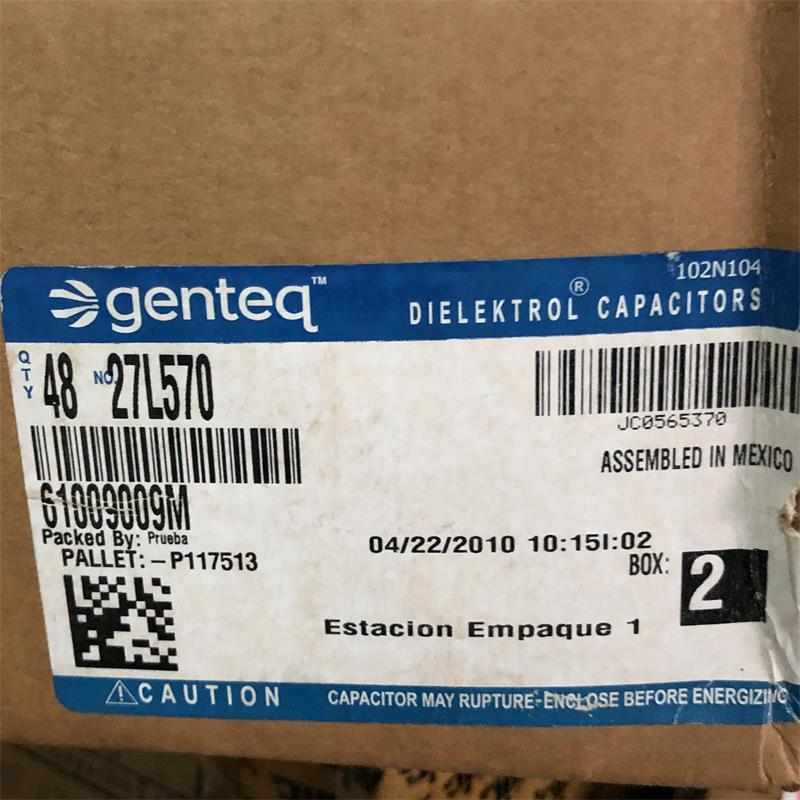 102N104
genteq™
DIELEKTROL® CAPACITORS
QTY 48 NO. 27L570
JC0565370
ASSEMBLED IN MEXICO
61009009M
Packed By: Prueba
PALLET:-P117513
04/22/2010 10:15I:02
BOX: 2
Estacion Empaque 1
⚠CAUTION CAPACITOR MAY RUPTURE-ENCLOSE BEFORE ENERGIZING